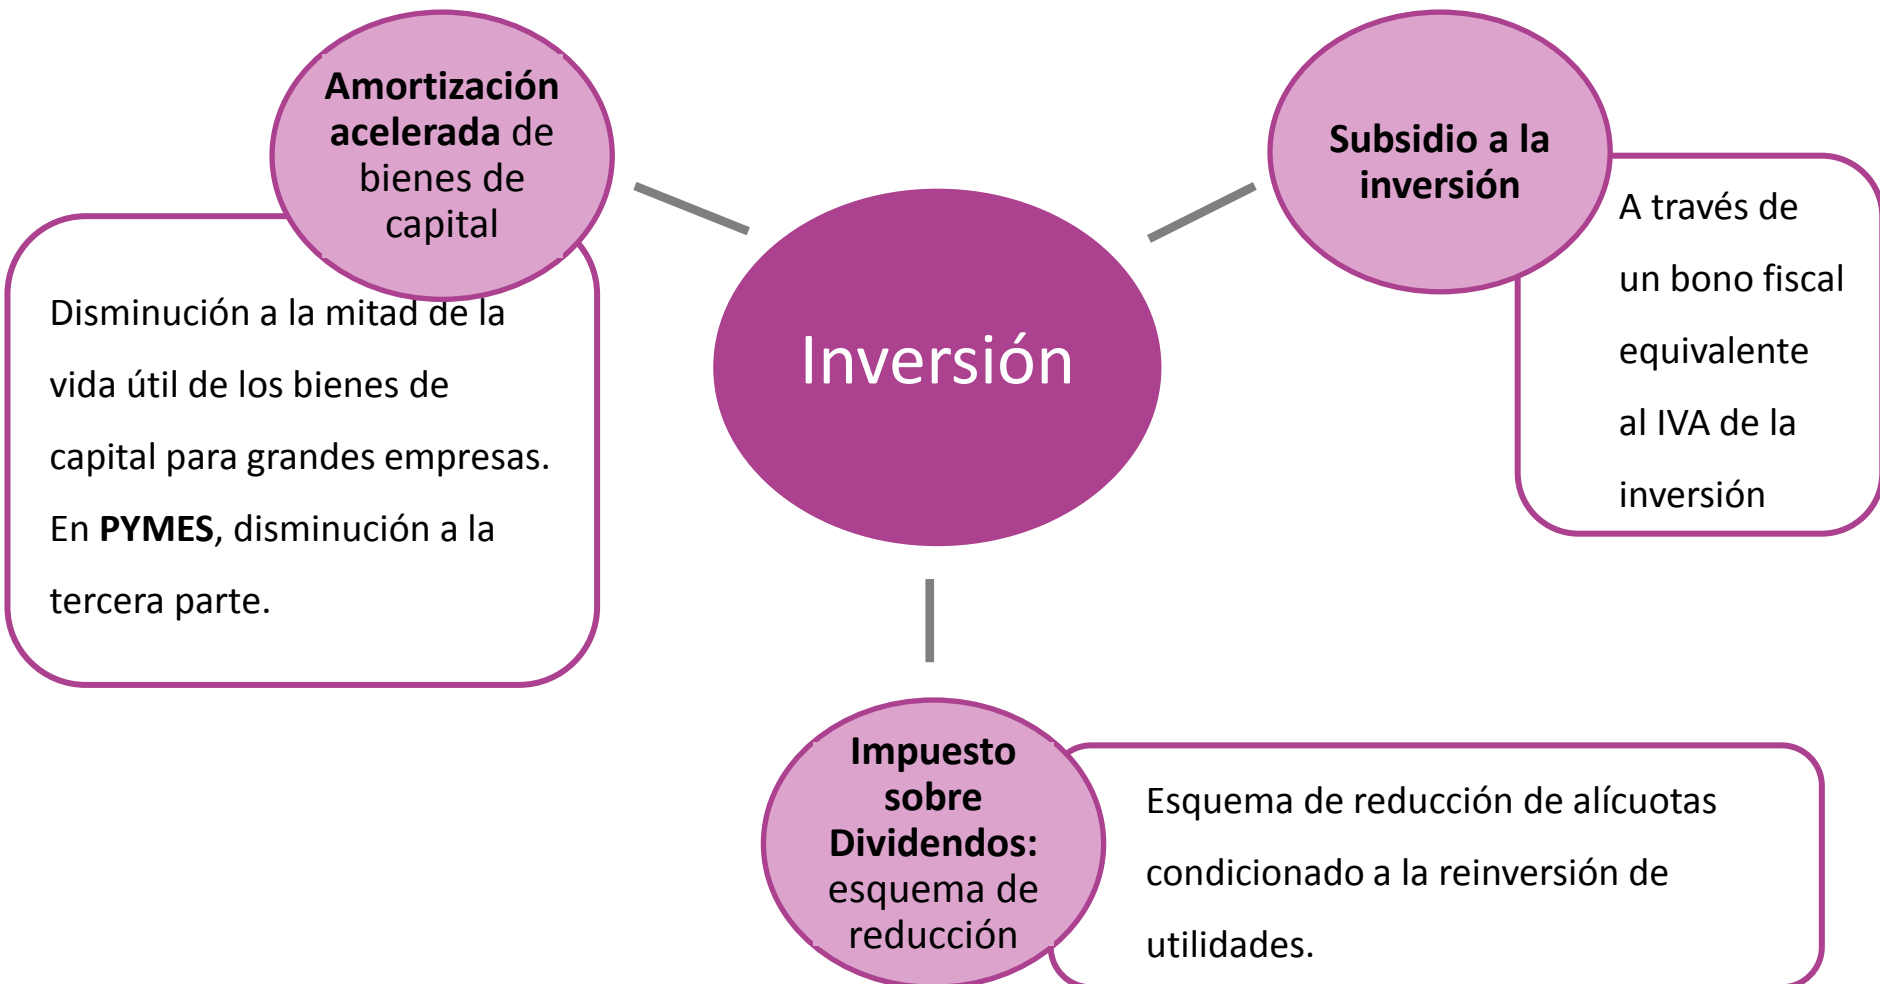 Amortización
acelerada de
bienes de
capital
Disminución a la mitad de la
vida útil de los bienes de
capital para grandes empresas.
En PYMES, disminución a la
tercera parte.
Inversión
Subsidio a la
inversión
A través de
un bono fiscal
equivalente
al IVA de la
inversión
Impuesto
sobre
Dividendos:
esquema de
reducción
Esquema de reducción de alícuotas
condicionado a la reinversión de
utilidades.